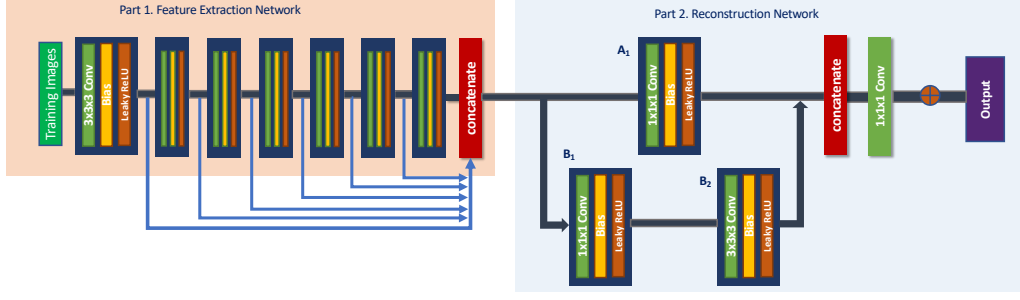 Part 1. Feature Extraction Network
Training Images
3x3x3 Conv
Bias
Leaky ReLU
concatenate
Part 2. Reconstruction Network
A₁
1x1x1 Conv
Bias
Leaky ReLU
B₁
1x1x1 Conv
Bias
Leaky ReLU
B₂
3x3x3 Conv
Bias
Leaky ReLU
concatenate
1x1x1 Conv
Output